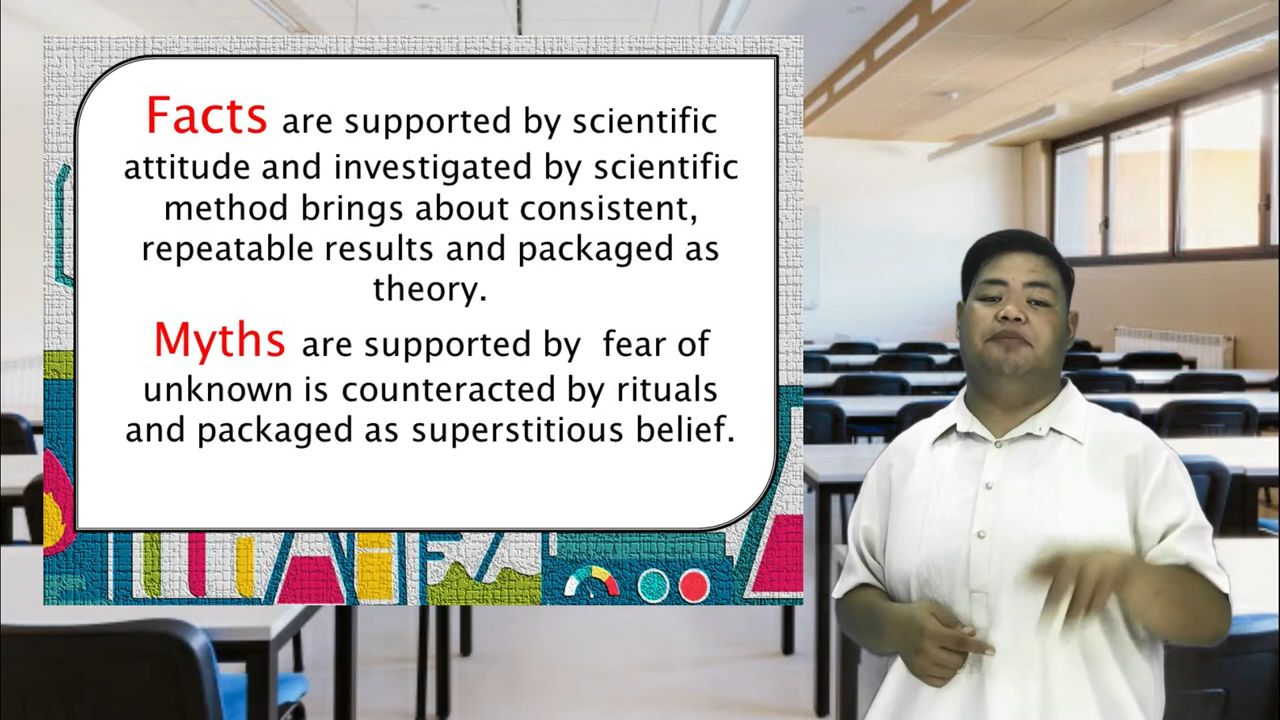 Facts are supported by scientific
attitude and investigated by scientific
method brings about consistent,
repeatable results and packaged as
theory.
Myths are supported by fear of
unknown is counteracted by rituals
and packaged as superstitious belief.